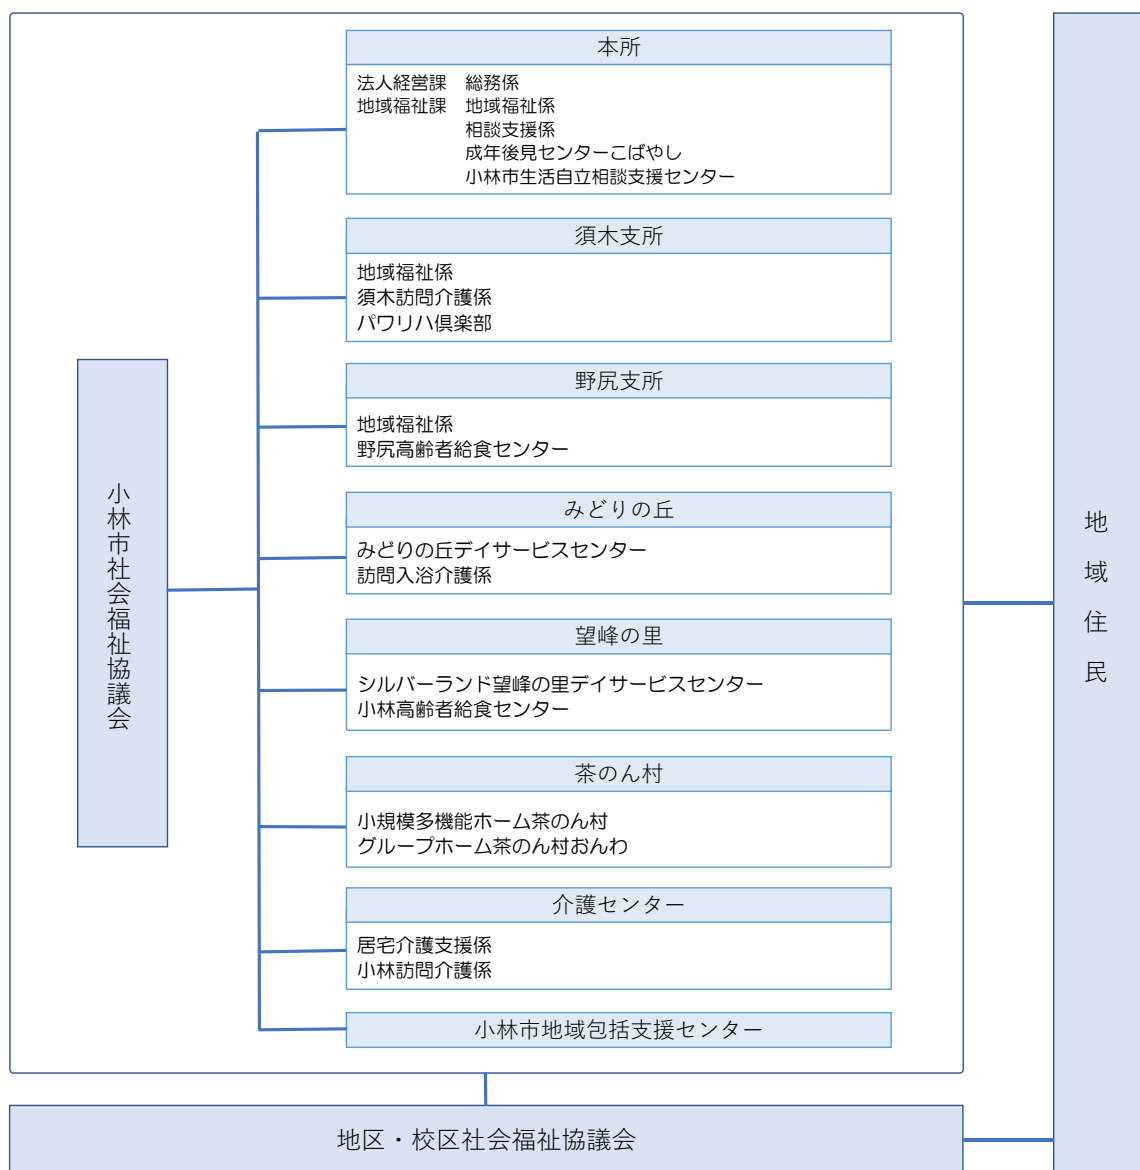 本所
法人経営課 総務係
地域福祉課 地域福祉係
相談支援係
成年後見センターこばやし
小林市生活自立相談支援センター
須木支所
地域福祉係
須木訪問介護係
パワリハ倶楽部
野尻支所
地域福祉係
野尻高齢者給食センター
みどりの丘
みどりの丘デイサービスセンター
訪問入浴介護係
望峰の里
シルバーランド望峰の里デイサービスセンター
小林高齢者給食センター
茶のん村
小規模多機能ホーム茶のん村
グループホーム茶のん村おんわ
介護センター
居宅介護支援係
小林訪問介護係
小林市地域包括支援センター
小林市社会福祉協議会
地域住民
地区・校区社会福祉協議会